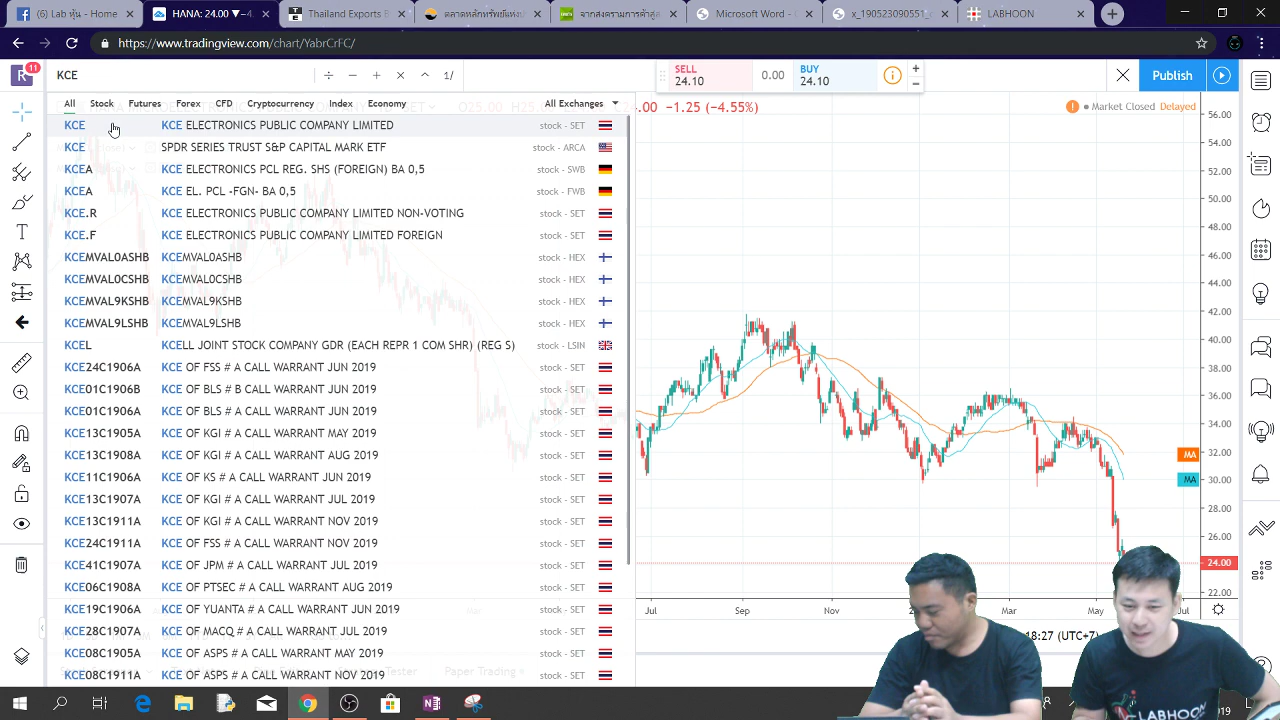 (6) Lab Hu
24.10
Thailand Futures Exp
Microsoft Word -
1_90523090551_
LABHOON
https://www.tradingview.com/chart/YabrCrFC/
R
11
KCE
1/
SELL
24.10
0.00
BUY
24.10
Publish
All
Stock
Futures
Forex
CFD
Cryptocurrency
Index
Economy
All Exchanges
24.00 −1.25 (−4.55%)
Market Closed
Delayed
KCE KCE ELECTRONICS PUBLIC COMPANY LIMITED stock - SET
KCE SPDR SERIES TRUST S&P CAPITAL MARK ETF stock - ARCA
KCEA KCE ELECTRONICS PCL REG. SHS (FOREIGN) BA 0,5 stock - SWB
KCEA KCE EL. PCL -FGN- BA 0,5 stock - FWB
KCE.R KCE ELECTRONICS PUBLIC COMPANY LIMITED NON-VOTING stock - SET
KCE.F KCE ELECTRONICS PUBLIC COMPANY LIMITED FOREIGN stock - SET
KCEMVAL0ASHB KCEMVAL0ASHB stock - HEX
KCEMVAL0CSHB KCEMVAL0CSHB stock - HEX
KCEMVAL9KSHB KCEMVAL9KSHB stock - HEX
KCEMVAL9LSHB KCEMVAL9LSHB stock - HEX
KCEL KCELL JOINT STOCK COMPANY GDR (EACH REPR 1 COM SHR) (REG S) stock - LSIN
KCE24C1906A KCE OF FSS # A CALL WARRANT JUN 2019 stock - SET
KCE01C1906B KCE OF BLS # B CALL WARRANT JUN 2019 stock - SET
KCE01C1906A KCE OF BLS # A CALL WARRANT JUN 2019 stock - SET
KCE13C1905A KCE OF KGI # A CALL WARRANT MAY 2019 stock - SET
KCE13C1908A KCE OF KGI # A CALL WARRANT AUG 2019 stock - SET
KCE11C1906A KCE OF KS # A CALL WARRANT JUN 2019 stock - SET
KCE13C1907A KCE OF KGI # A CALL WARRANT JUL 2019 stock - SET
KCE13C1911A KCE OF KGI # A CALL WARRANT NOV 2019 stock - SET
KCE24C1911A KCE OF FSS # A CALL WARRANT NOV 2019 stock - SET
KCE41C1907A KCE OF JPM # A CALL WARRANT JUL 2019 stock - SET
KCE06C1908A KCE OF PTSEC # A CALL WARRANT AUG 2019 stock - SET
KCE19C1906A KCE OF YUANTA # A CALL WARRANT JUN 2019 stock - SET
KCE28C1907A KCE OF MACQ # A CALL WARRANT JUL 2019 stock - SET
KCE08C1905A KCE OF ASPS # A CALL WARRANT MAY 2019 stock - SET
KCE08C1911A KCE OF ASPS # A CALL WARRANT NOV 2019 stock - SET
56.00
54.00
52.00
50.00
48.00
46.00
44.00
42.00
40.00
38.00
36.00
34.00
MA
32.00
MA
30.00
28.00
26.00
24.00
22.00
Jul
Sep
Nov
Mar
May
Jul
18:27 (UTC+7)
Tester
Paper Trading
LABHOON